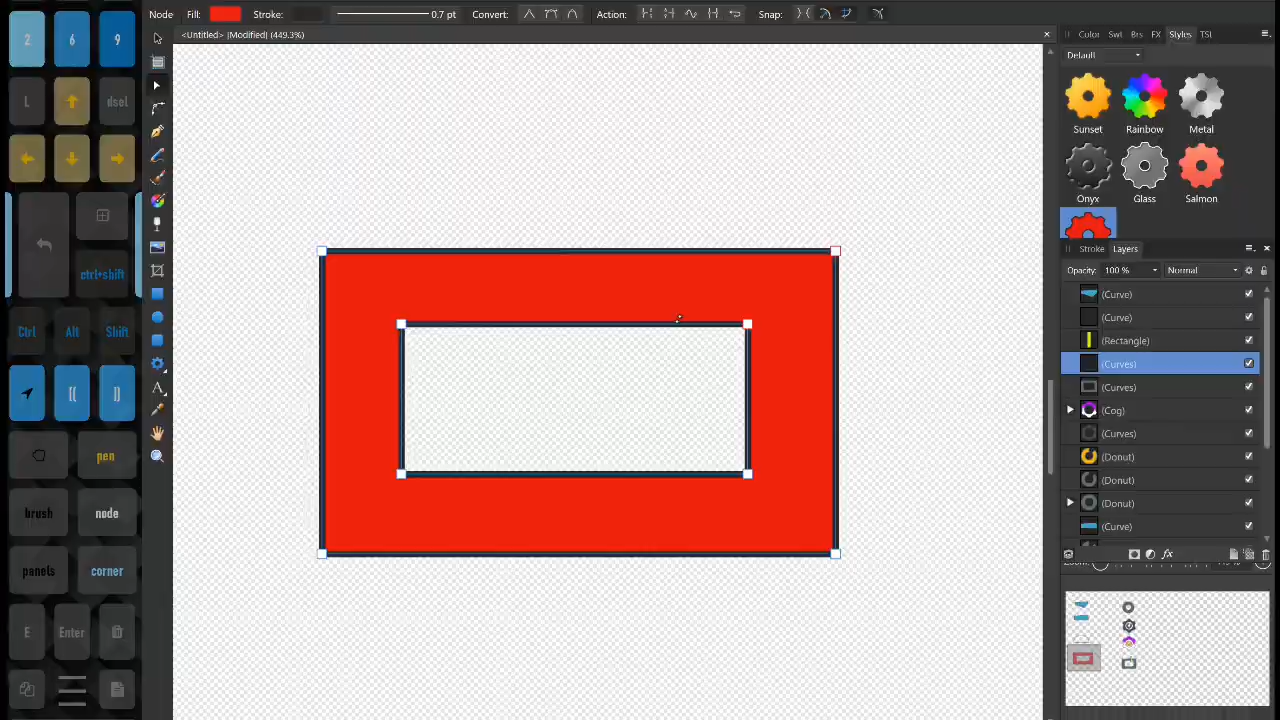 Node Fill: Stroke: 0.7 pt Convert: Action: Snap:
<Untitled> [Modified] (449.3%)
2 6 9
L dsel
ctrl+shift
Ctrl Alt Shift
[( ])
pen
brush node
panels corner
E Enter
A
Color Swt Brs FX Styles TSI
Default
Sunset Rainbow Metal
Onyx Glass Salmon
Stroke Layers
Opacity: 100 % Normal
(Curve)
(Curve)
(Rectangle)
(Curves)
(Curves)
(Cog)
(Curves)
(Donut)
(Donut)
(Donut)
(Curve)
fx